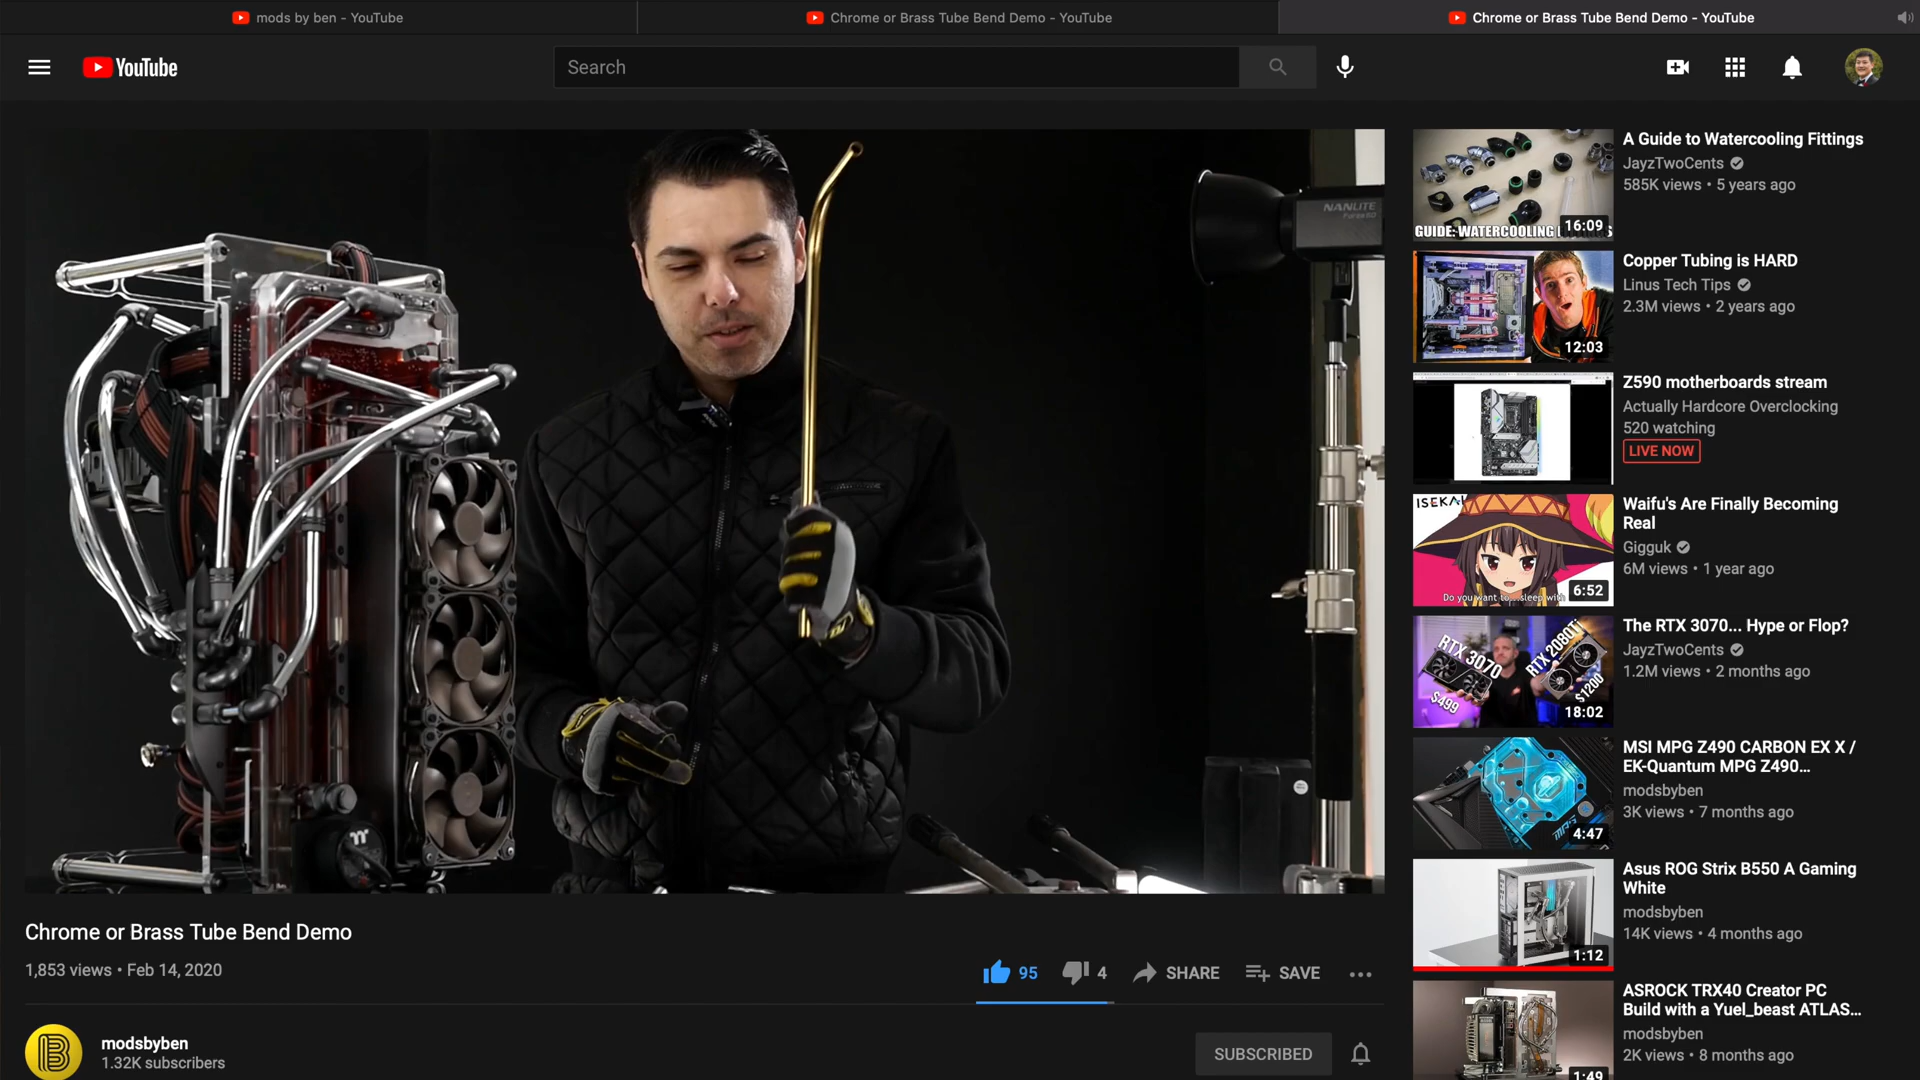 mods by ben - YouTube
Chrome or Brass Tube Bend Demo - YouTube
Chrome or Brass Tube Bend Demo - YouTube
YouTube
Search
NANLITE
Chrome or Brass Tube Bend Demo
1,853 views • Feb 14, 2020
95
4
SHARE
SAVE
modsbyben
1.32K subscribers
SUBSCRIBED
GUIDE: WATERCOOLING
16:09
A Guide to Watercooling Fittings
JayzTwoCents
585K views • 5 years ago
12:03
Copper Tubing is HARD
Linus Tech Tips
2.3M views • 2 years ago
Z590 motherboards stream
Actually Hardcore Overclocking
520 watching
LIVE NOW
ISEKAI
Do you want to...sleep with
6:52
Waifu's Are Finally Becoming
Real
Gigguk
6M views • 1 year ago
RTX 3070
$499
RTX 2080Ti
$1200
18:02
The RTX 3070... Hype or Flop?
JayzTwoCents
1.2M views • 2 months ago
4:47
MSI MPG Z490 CARBON EX X /
EK-Quantum MPG Z490...
modsbyben
3K views • 7 months ago
1:12
Asus ROG Strix B550 A Gaming
White
modsbyben
14K views • 4 months ago
1:49
ASROCK TRX40 Creator PC
Build with a Yuel_beast ATLAS...
modsbyben
2K views • 8 months ago